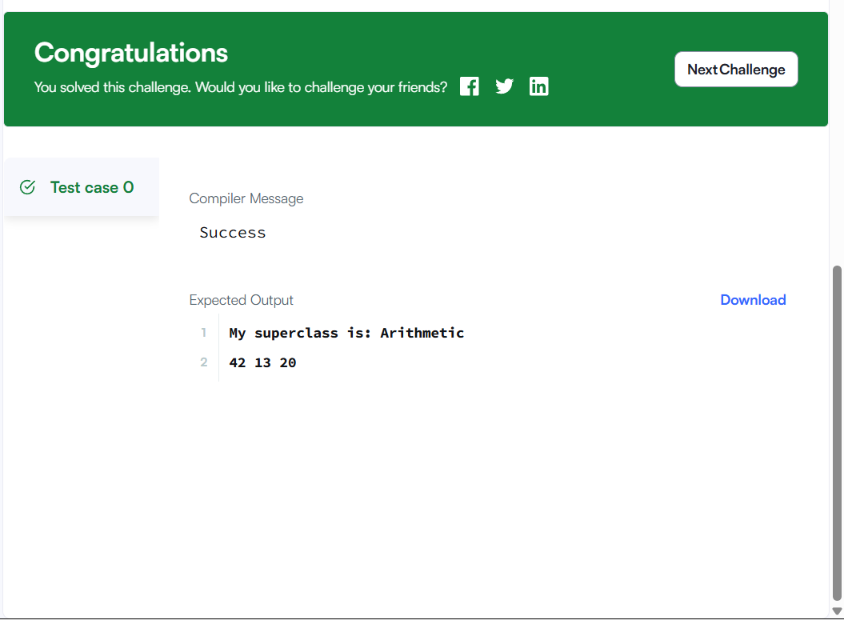 Congratulations
You solved this challenge. Would you like to challenge your friends?
Next Challenge
Test case 0
Compiler Message
Success
Expected Output
Download
1 My superclass is: Arithmetic
2 42 13 20